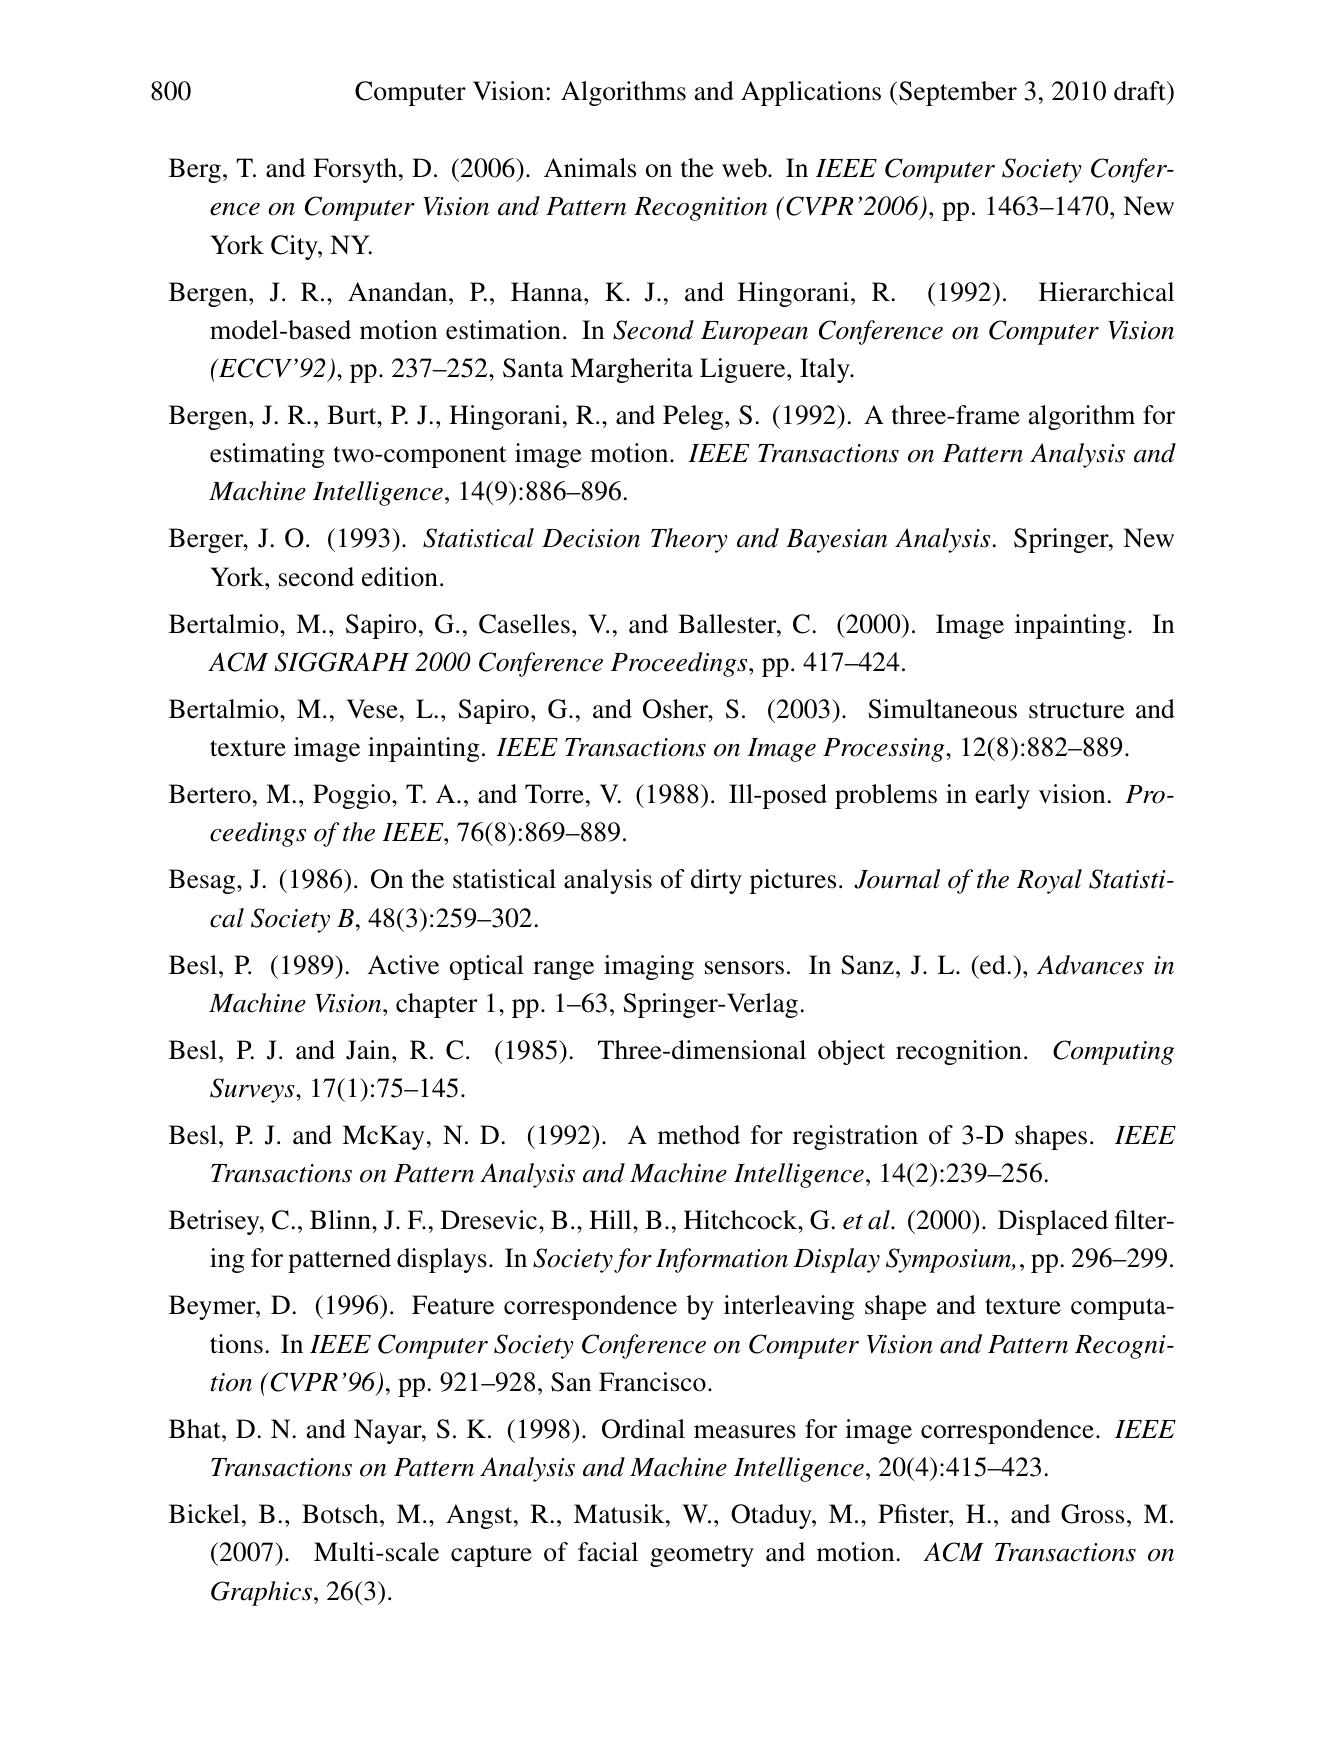 800 Computer Vision: Algorithms and Applications (September 3, 2010 draft)
Berg, T. and Forsyth, D. (2006). Animals on the web. In IEEE Computer Society Confer-
ence on Computer Vision and Pattern Recognition (CVPR’2006), pp. 1463–1470, New
York City, NY.
Bergen, J. R., Anandan, P., Hanna, K. J., and Hingorani, R. (1992). Hierarchical
model-based motion estimation. In Second European Conference on Computer Vision
(ECCV’92), pp. 237–252, Santa Margherita Liguere, Italy.
Bergen, J. R., Burt, P. J., Hingorani, R., and Peleg, S. (1992). A three-frame algorithm for
estimating two-component image motion. IEEE Transactions on Pattern Analysis and
Machine Intelligence, 14(9):886–896.
Berger, J. O. (1993). Statistical Decision Theory and Bayesian Analysis. Springer, New
York, second edition.
Bertalmio, M., Sapiro, G., Caselles, V., and Ballester, C. (2000). Image inpainting. In
ACM SIGGRAPH 2000 Conference Proceedings, pp. 417–424.
Bertalmio, M., Vese, L., Sapiro, G., and Osher, S. (2003). Simultaneous structure and
texture image inpainting. IEEE Transactions on Image Processing, 12(8):882–889.
Bertero, M., Poggio, T. A., and Torre, V. (1988). Ill-posed problems in early vision. Pro-
ceedings of the IEEE, 76(8):869–889.
Besag, J. (1986). On the statistical analysis of dirty pictures. Journal of the Royal Statisti-
cal Society B, 48(3):259–302.
Besl, P. (1989). Active optical range imaging sensors. In Sanz, J. L. (ed.), Advances in
Machine Vision, chapter 1, pp. 1–63, Springer-Verlag.
Besl, P. J. and Jain, R. C. (1985). Three-dimensional object recognition. Computing
Surveys, 17(1):75–145.
Besl, P. J. and McKay, N. D. (1992). A method for registration of 3-D shapes. IEEE
Transactions on Pattern Analysis and Machine Intelligence, 14(2):239–256.
Betrisey, C., Blinn, J. F., Dresevic, B., Hill, B., Hitchcock, G. et al. (2000). Displaced filter-
ing for patterned displays. In Society for Information Display Symposium,, pp. 296–299.
Beymer, D. (1996). Feature correspondence by interleaving shape and texture computa-
tions. In IEEE Computer Society Conference on Computer Vision and Pattern Recogni-
tion (CVPR’96), pp. 921–928, San Francisco.
Bhat, D. N. and Nayar, S. K. (1998). Ordinal measures for image correspondence. IEEE
Transactions on Pattern Analysis and Machine Intelligence, 20(4):415–423.
Bickel, B., Botsch, M., Angst, R., Matusik, W., Otaduy, M., Pfister, H., and Gross, M.
(2007). Multi-scale capture of facial geometry and motion. ACM Transactions on
Graphics, 26(3).